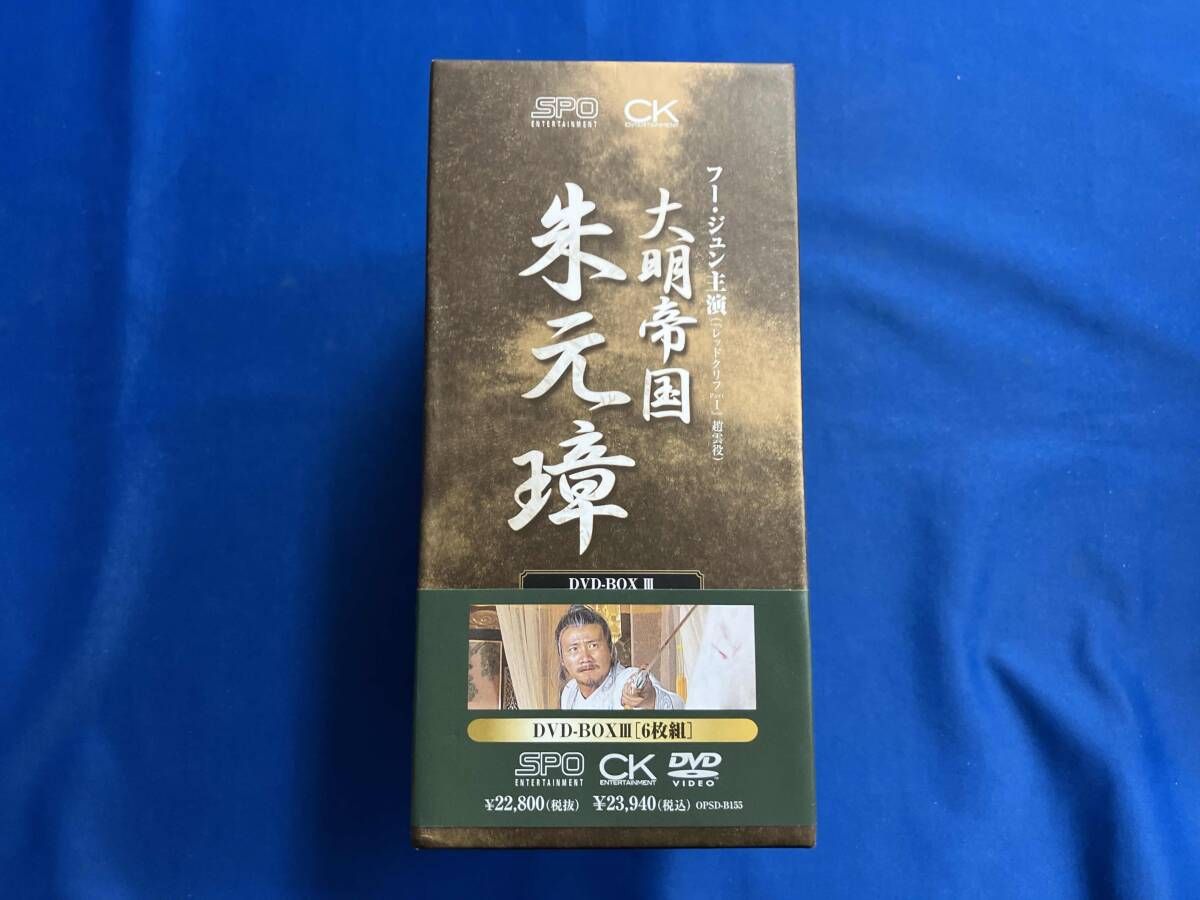 SPO
ENTERTAINMENT
CK
ENTERTAINMENT
フー・ジュン主演(「レッドクリフ Part I」趙雲役)
大明帝国
朱元璋
DVD-BOX Ⅲ
DVD-BOXⅢ[6枚組]
SPO
ENTERTAINMENT
CK
ENTERTAINMENT
DVD
VIDEO
¥22,800(税抜) ¥23,940(税込) OPSD-B155